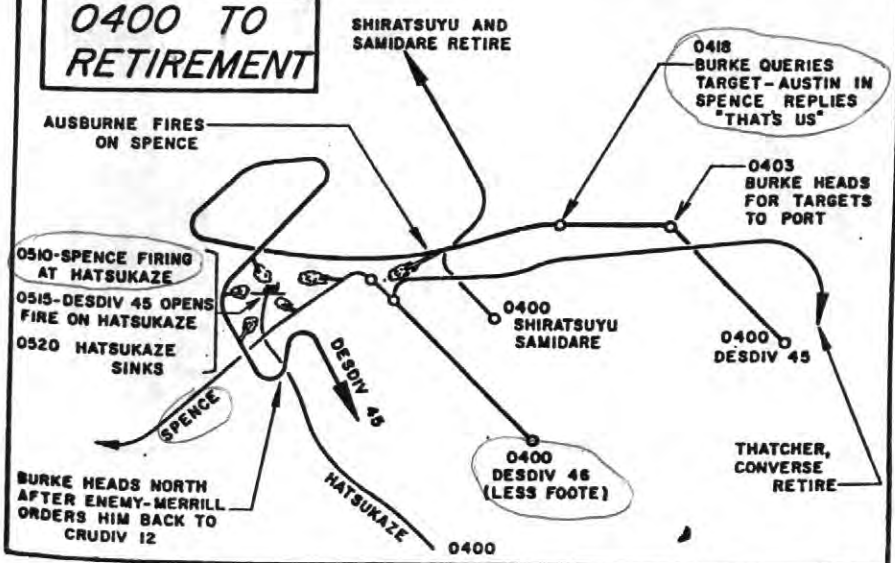 0400 TO
RETIREMENT
SHIRATSUYU AND
SAMIDARE RETIRE
0418
BURKE QUERIES
TARGET-AUSTIN IN
SPENCE REPLIES
"THAT'S US"
AUSBURNE FIRES
ON SPENCE
0403
BURKE HEADS
FOR TARGETS
TO PORT
0510-SPENCE FIRING
AT HATSUKAZE
0515-DESDIV 45 OPENS
FIRE ON HATSUKAZE
0520 HATSUKAZE
SINKS
0400
SHIRATSUYU
SAMIDARE
0400
DESDIV 45
DESDIV 45
SPENCE
0400
DESDIV 46
(LESS FOOTE)
THATCHER,
CONVERSE
RETIRE
BURKE HEADS NORTH
AFTER ENEMY-MERRILL
ORDERS HIM BACK TO
CRUDIV 12
HATSUKAZE
0400